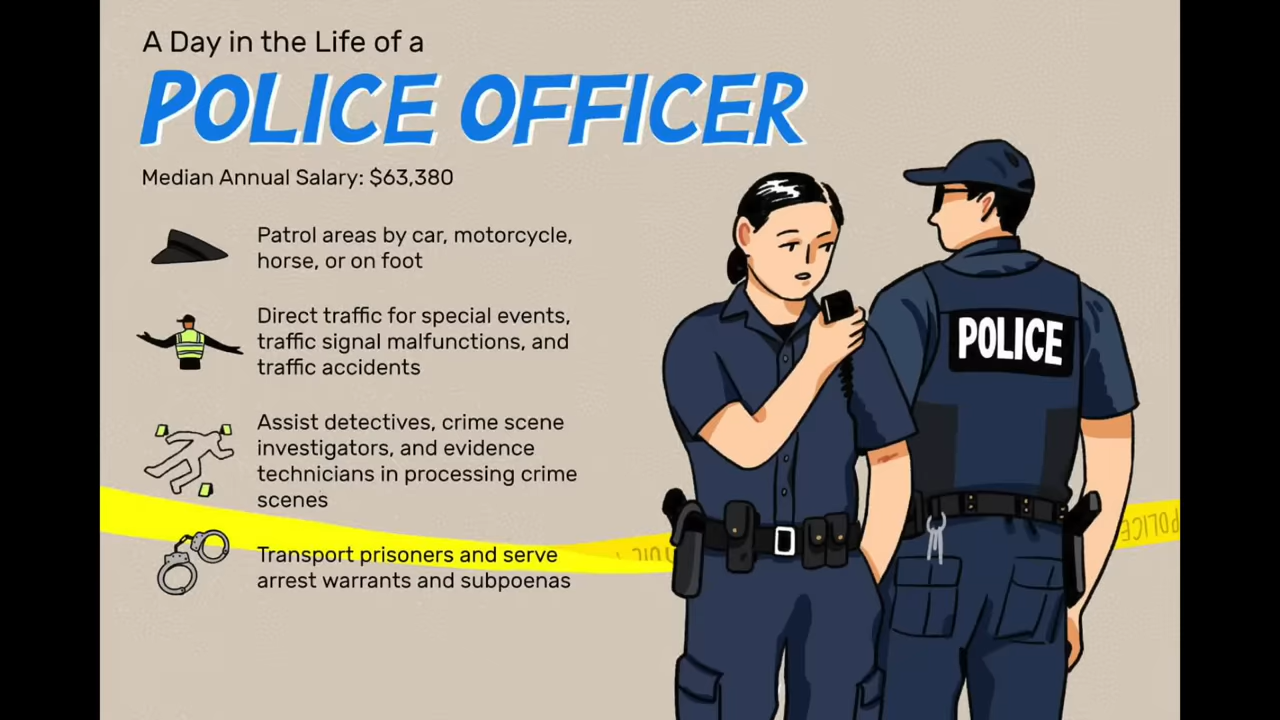 A Day in the Life of a
POLICE OFFICER
Median Annual Salary: $63,380
Patrol areas by car, motorcycle,
horse, or on foot
Direct traffic for special events,
traffic signal malfunctions, and
traffic accidents
Assist detectives, crime scene
investigators, and evidence
technicians in processing crime
scenes
Transport prisoners and serve
arrest warrants and subpoenas
POLICE
POLICE